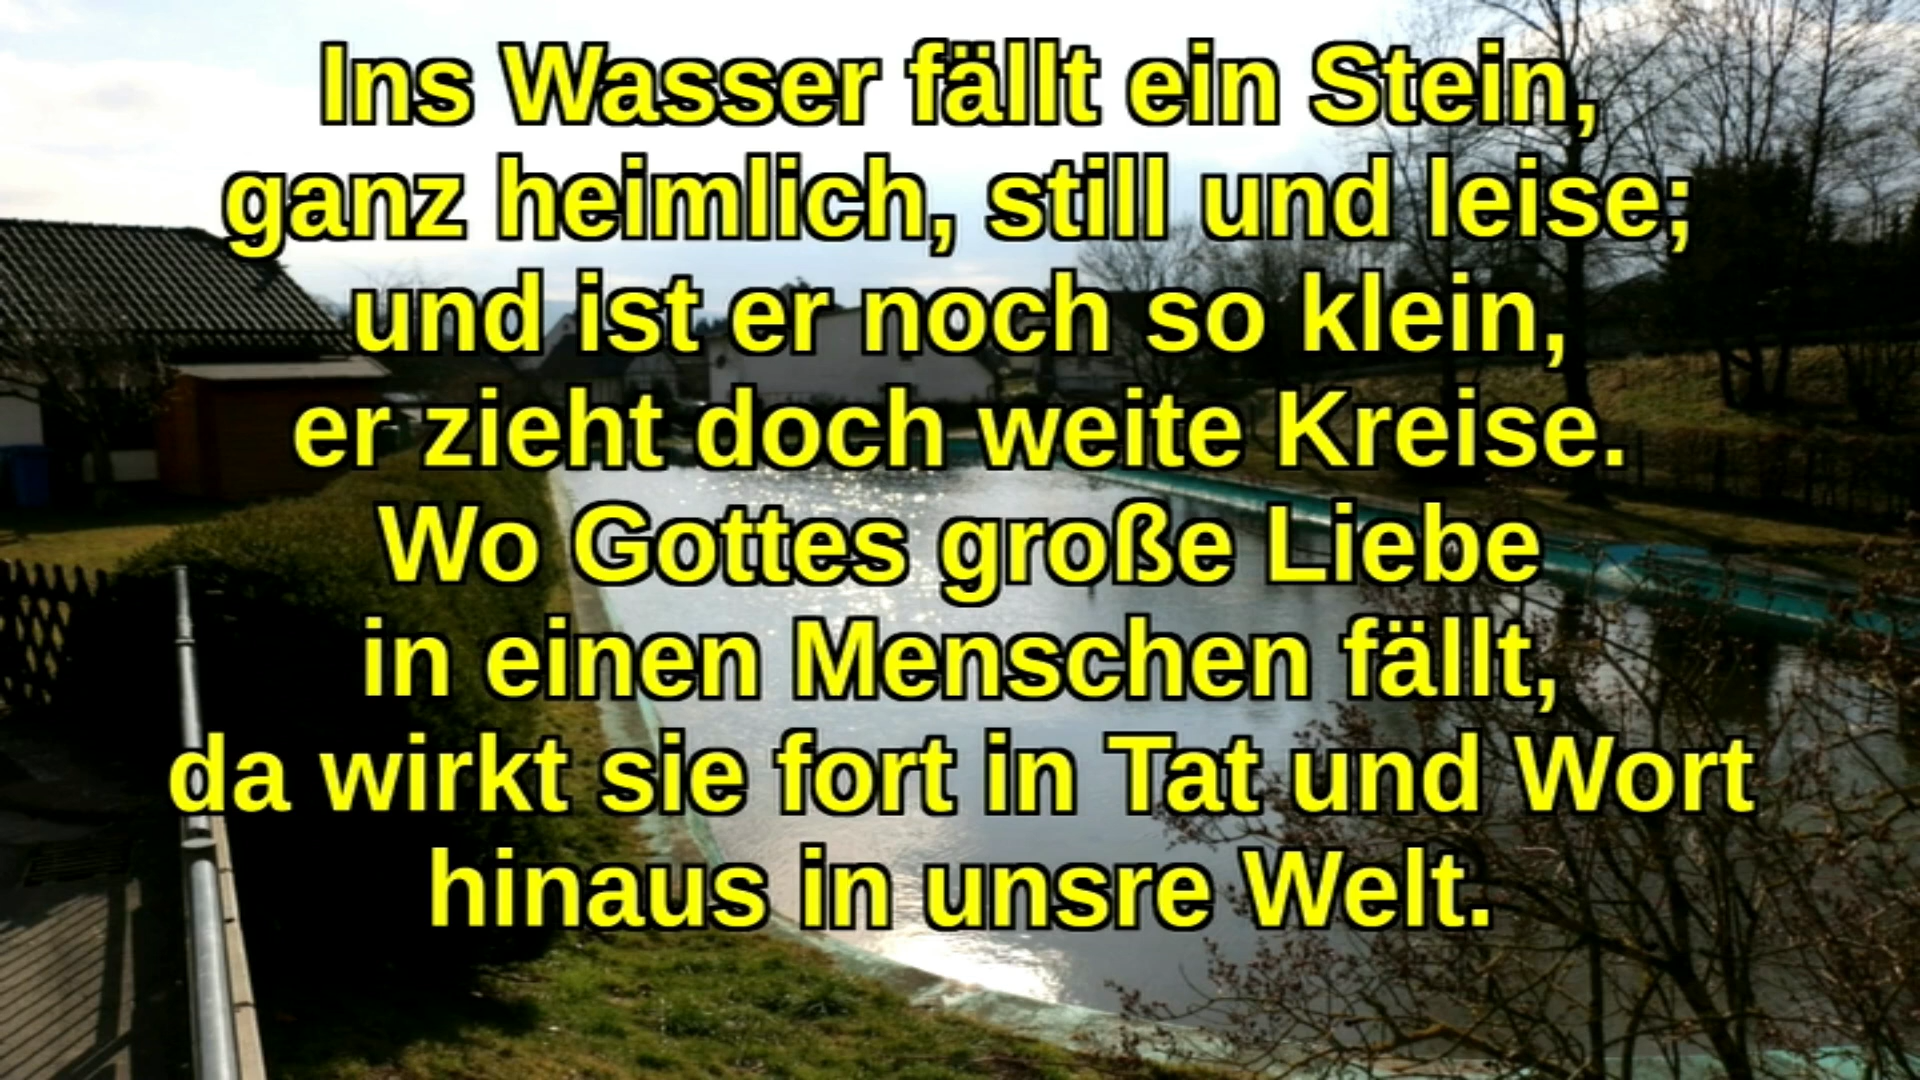 Ins Wasser fällt ein Stein,
ganz heimlich, still und leise;
und ist er noch so klein,
er zieht doch weite Kreise.
Wo Gottes große Liebe
in einen Menschen fällt,
da wirkt sie fort in Tat und Wort
hinaus in unsre Welt.